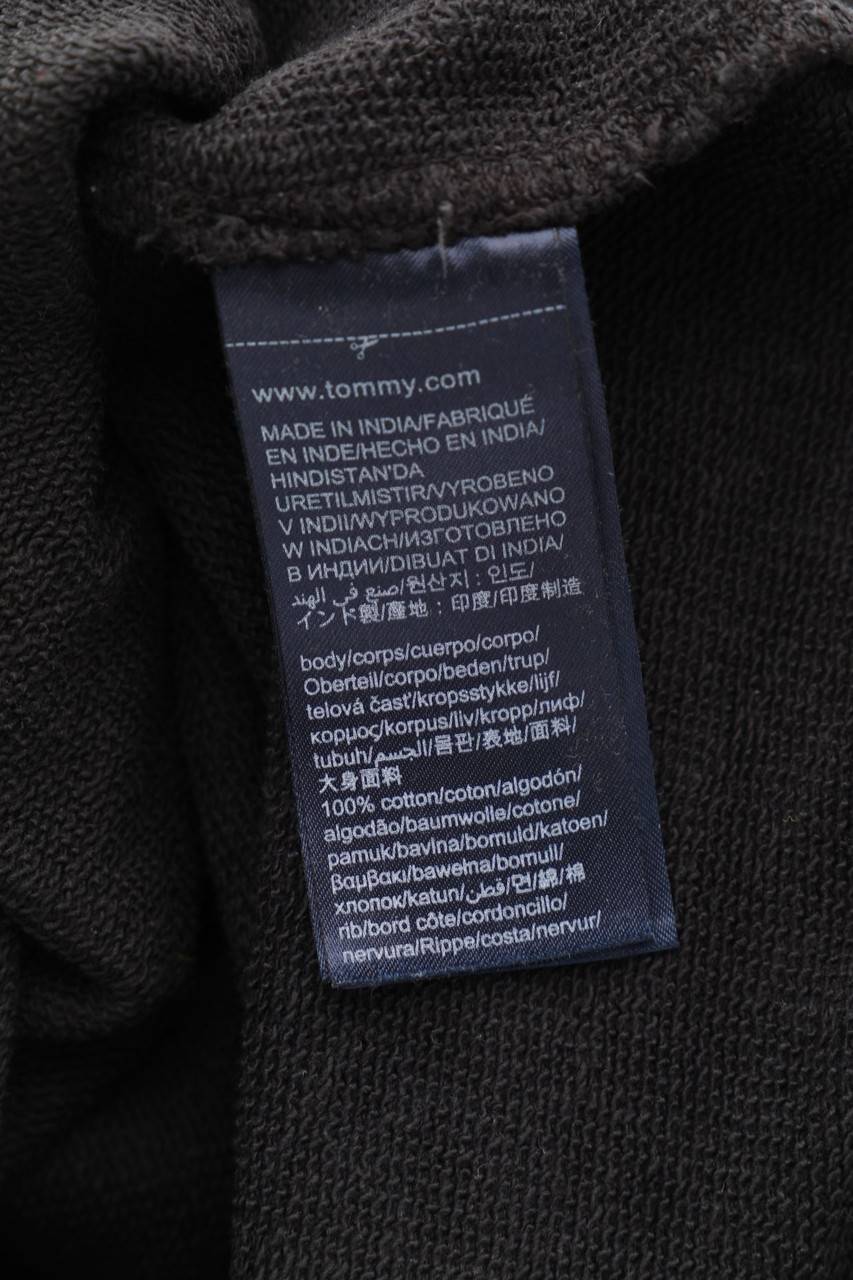 www.tommy.com
MADE IN INDIA/FABRIQUÉ
EN INDE/HECHO EN INDIA/
HINDISTAN'DA
URETILMISTIR/VYROBENO
V INDII/WYPRODUKOWANO
W INDIACH/ИЗГОТОВЛЕНО
В ИНДИИ/DIBUAT DI INDIA/
صنع في الهند/원산지 : 인도/
インド製/產地 : 印度/印度制造
body/corps/cuerpo/corpo/
Oberteil/corpo/beden/trup/
telová časť/kropsstykke/lijf/
κορμος/korpus/liv/kropp/лиф/
tubuh/الجسم/몸판/表地/面料/
大身面料
100% cotton/coton/algodón/
algodão/baumwolle/cotone/
pamuk/bavlna/bomuld/katoen/
βαμβακι/bawełna/bomull/
хлопок/katun/قطن/면/綿/棉
rib/bord côte/cordoncillo/
nervura/Rippe/costa/nervur/